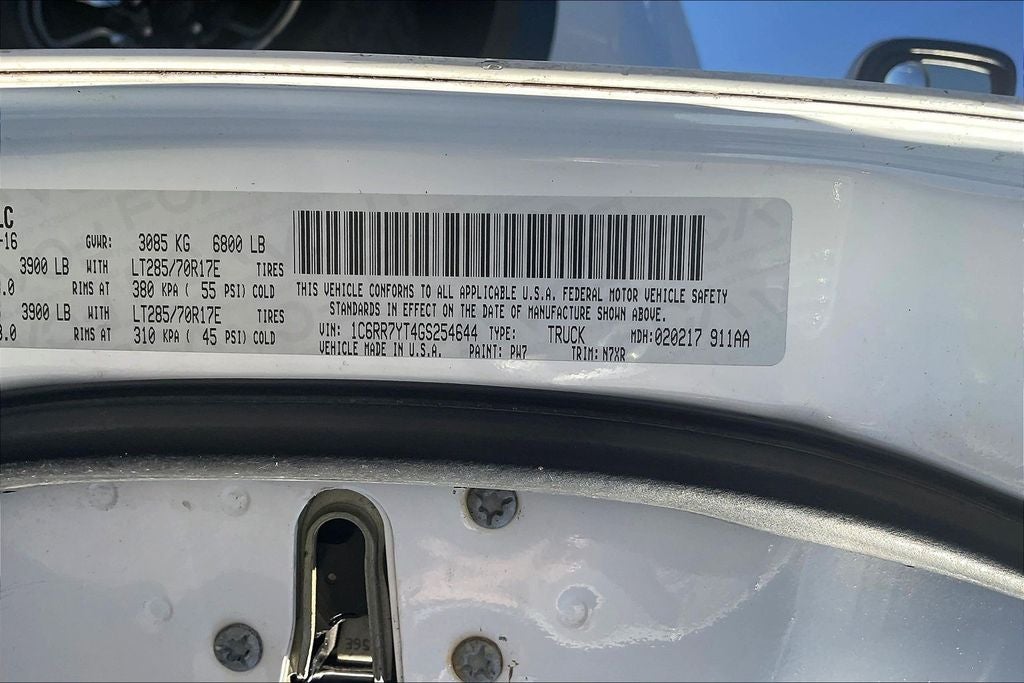 LC
-16 GVWR: 3085 KG 6800 LB
3900 LB WITH LT285/70R17E TIRES
.0 RIMS AT 380 KPA ( 55 PSI) COLD
3900 LB WITH LT285/70R17E TIRES
8.0 RIMS AT 310 KPA ( 45 PSI) COLD
THIS VEHICLE CONFORMS TO ALL APPLICABLE U.S.A. FEDERAL MOTOR VEHICLE SAFETY
STANDARDS IN EFFECT ON THE DATE OF MANUFACTURE SHOWN ABOVE.
VIN: 1C6RR7YT4GS254644 TYPE: TRUCK MDH:020217 911AA
VEHICLE MADE IN U.S.A. PAINT: PW7 TRIM: N7XR
395